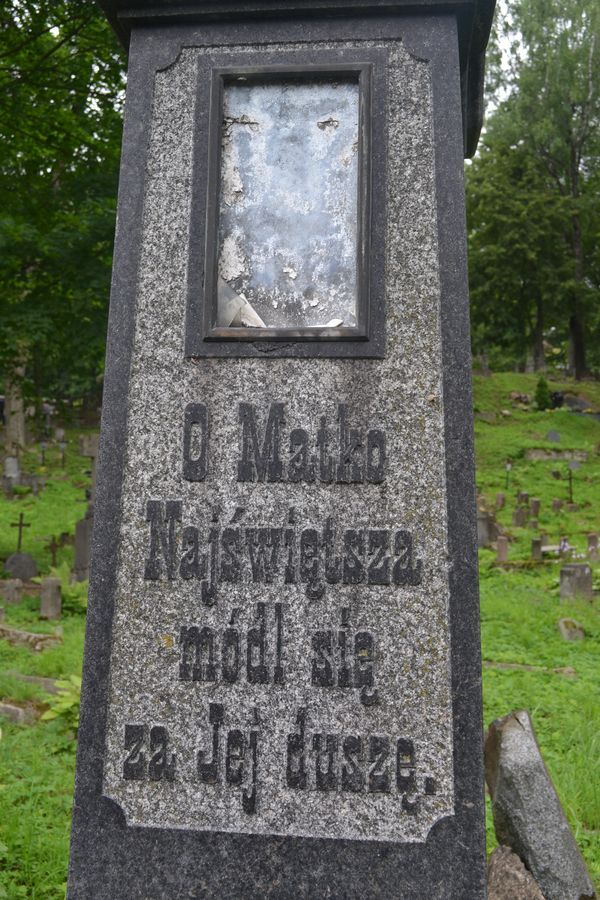 O Matko
Najświętsza
módl się
za Jej duszę.